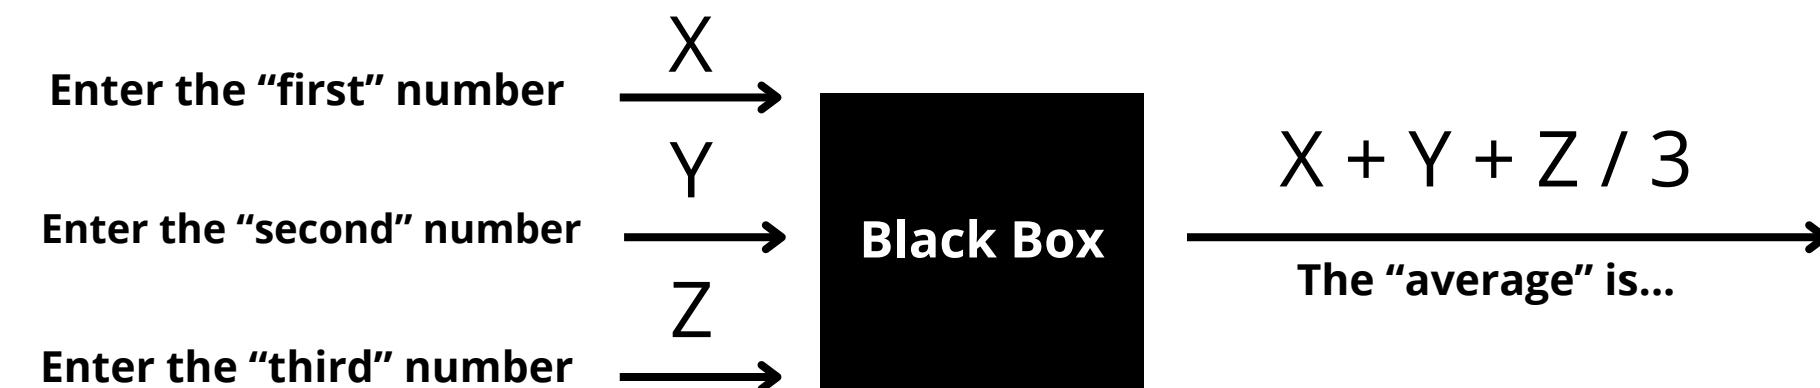 X
Enter the “first” number
Y
Enter the “second” number
Z
Enter the “third” number
Black Box
X + Y + Z / 3
The “average” is...